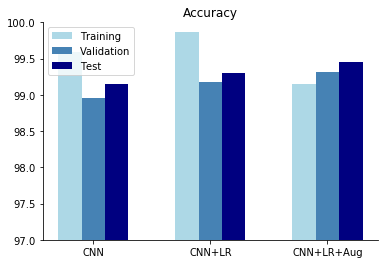 Accuracy
100.0
99.5
99.0
98.5
98.0
97.5
97.0
Training
Validation
Test
CNN
CNN+LR
CNN+LR+Aug